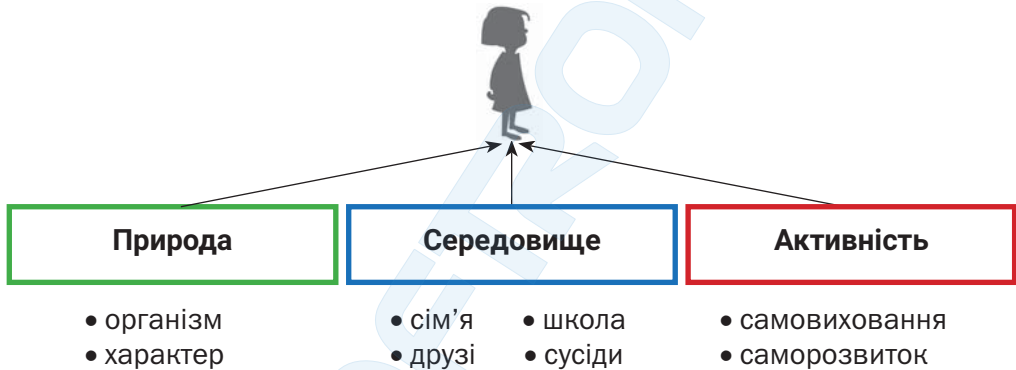 Природа
Середовище
Активність
• організм
• характер
• сім’я • школа
• друзі • сусіди
• самовиховання
• саморозвиток